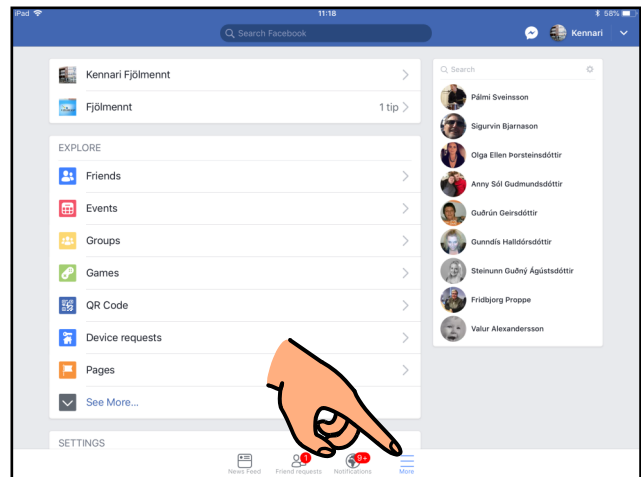 iPad 11:18 58%
Search Facebook Kennari
Kennari Fjölmennt
Fjölmennt 1 tip
EXPLORE
Friends
Events
Groups
Games
QR Code
Device requests
Pages
See More...
SETTINGS
Search
Pálmi Sveinsson
Sigurvin Bjarnason
Olga Ellen Þorsteinsdóttir
Anny Sól Gudmundsdóttir
Guðrún Geirsdóttir
Gunndís Halldórsdóttir
Steinunn Guðný Ágústsdóttir
Fridbjorg Proppe
Valur Alexandersson
1 9+
News Feed Friend requests Notifications More